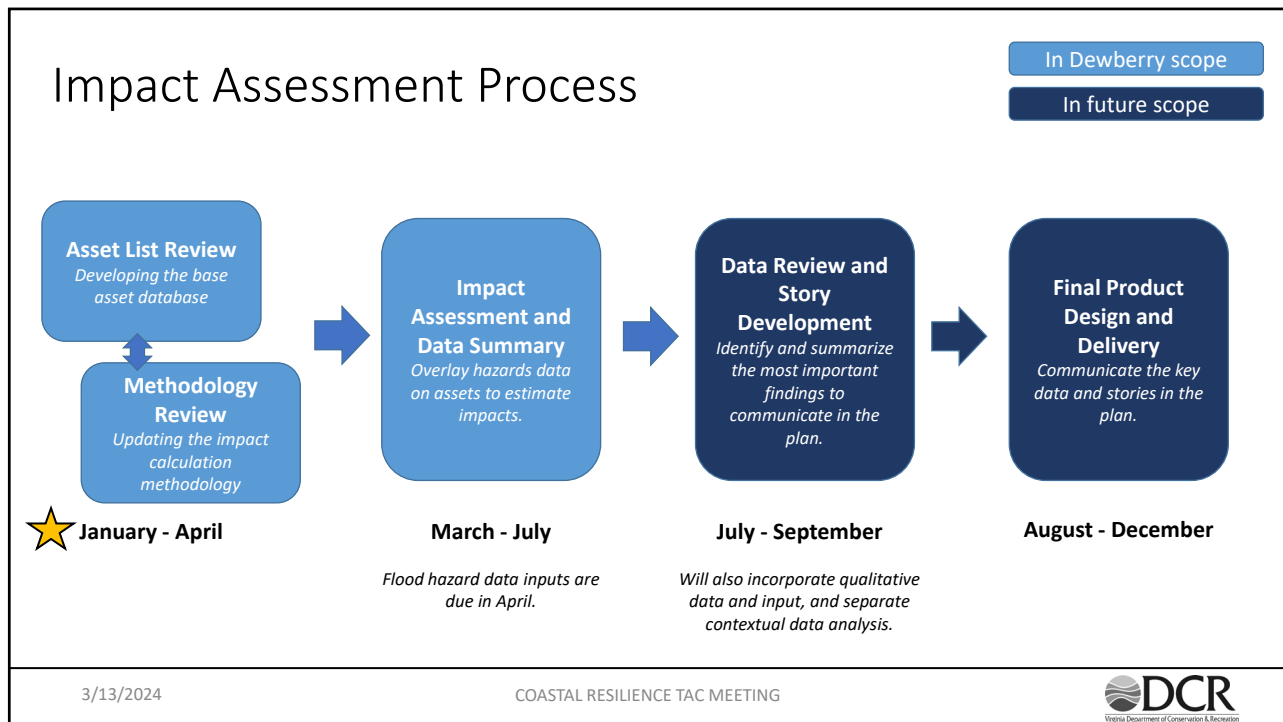 Impact Assessment Process
In Dewberry scope
In future scope
Asset List Review
Developing the base
asset database
Methodology
Review
Updating the impact
calculation
methodology
Impact
Assessment and
Data Summary
Overlay hazards data
on assets to estimate
impacts.
Data Review and
Story
Development
Identify and summarize
the most important
findings to
communicate in the
plan.
Final Product
Design and
Delivery
Communicate the key
data and stories in the
plan.
January - April
March - July
July - September
August - December
Flood hazard data inputs are
due in April.
Will also incorporate qualitative
data and input, and separate
contextual data analysis.
3/13/2024
COASTAL RESILIENCE TAC MEETING
DCR
Virginia Department of Conservation & Recreation